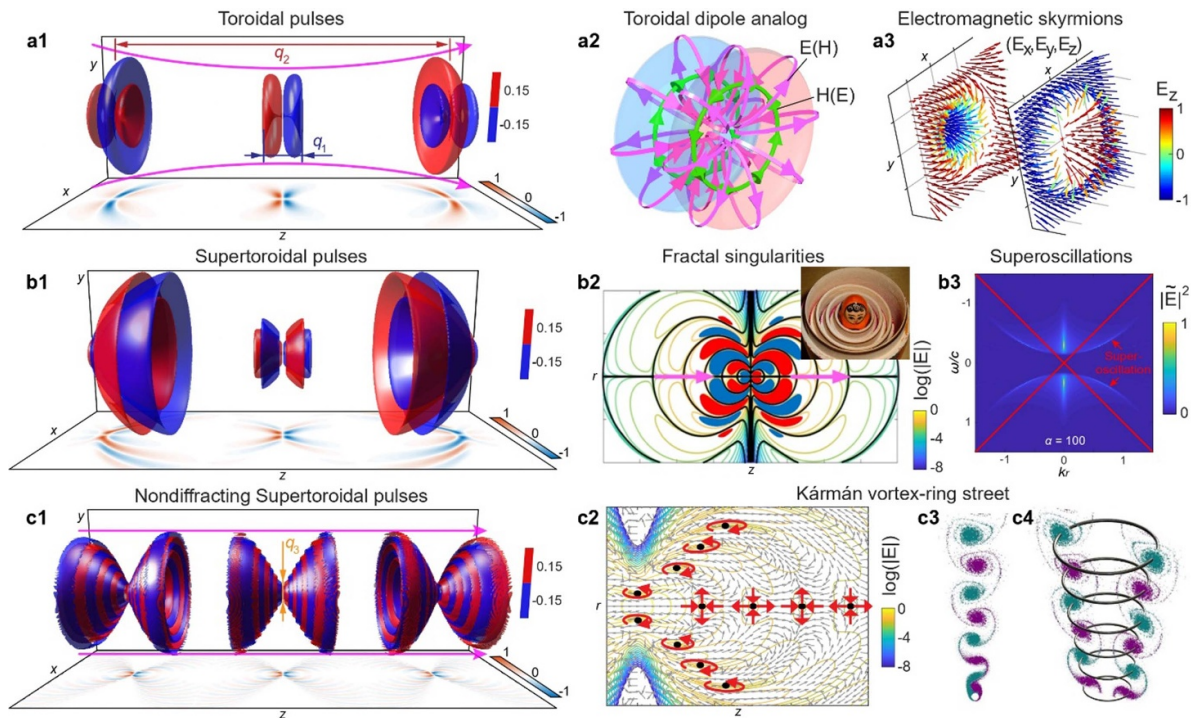 Toroidal pulses
a1
y
q2
q1
0.15
-0.15
x
z
1
0
-1
Toroidal dipole analog
a2
E(H)
H(E)
Electromagnetic skyrmions
a3
(Ex,Ey,Ez)
x
x
y
y
Ez
1
0
-1
Supertoroidal pulses
b1
y
0.15
-0.15
x
z
1
0
-1
Fractal singularities
b2
r
z
log(|E|)
0
-4
-8
Superoscillations
b3
-1
0
1
ω/c
Super-
oscillation
α = 100
-1
0
1
kr
|Ẽ|²
1
0
Nondiffracting Supertoroidal pulses
c1
y
q3
0.15
-0.15
x
z
1
0
-1
Kármán vortex-ring street
c2
r
z
log(|E|)
0
-4
-8
c3
c4